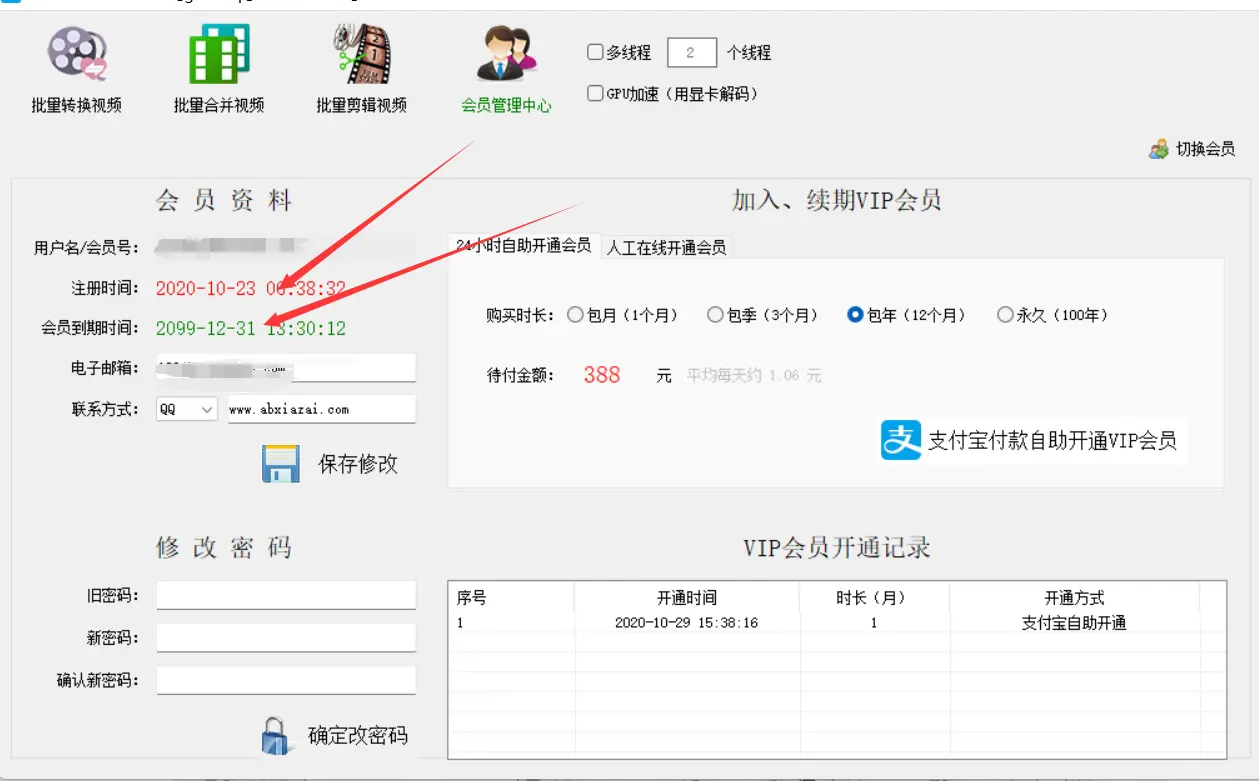 批量转换视频
批量合并视频
批量剪辑视频
会员管理中心
多线程 2 个线程
GPU加速（用显卡解码）
切换会员
会员资料
用户名/会员号：
注册时间： 2020-10-23 06:38:32
会员到期时间： 2099-12-31 13:30:12
电子邮箱：
联系方式： QQ www.abxiazai.com
保存修改
加入、续期VIP会员
24小时自助开通会员 人工在线开通会员
购买时长： 包月（1个月） 包季（3个月） 包年（12个月） 永久（100年）
待付金额： 388 元 平均每天约 1.06 元
支付宝付款自助开通VIP会员
修改密码
旧密码：
新密码：
确认新密码：
确定改密码
VIP会员开通记录
序号 开通时间 时长（月） 开通方式
1 2020-10-29 15:38:16 1 支付宝自助开通